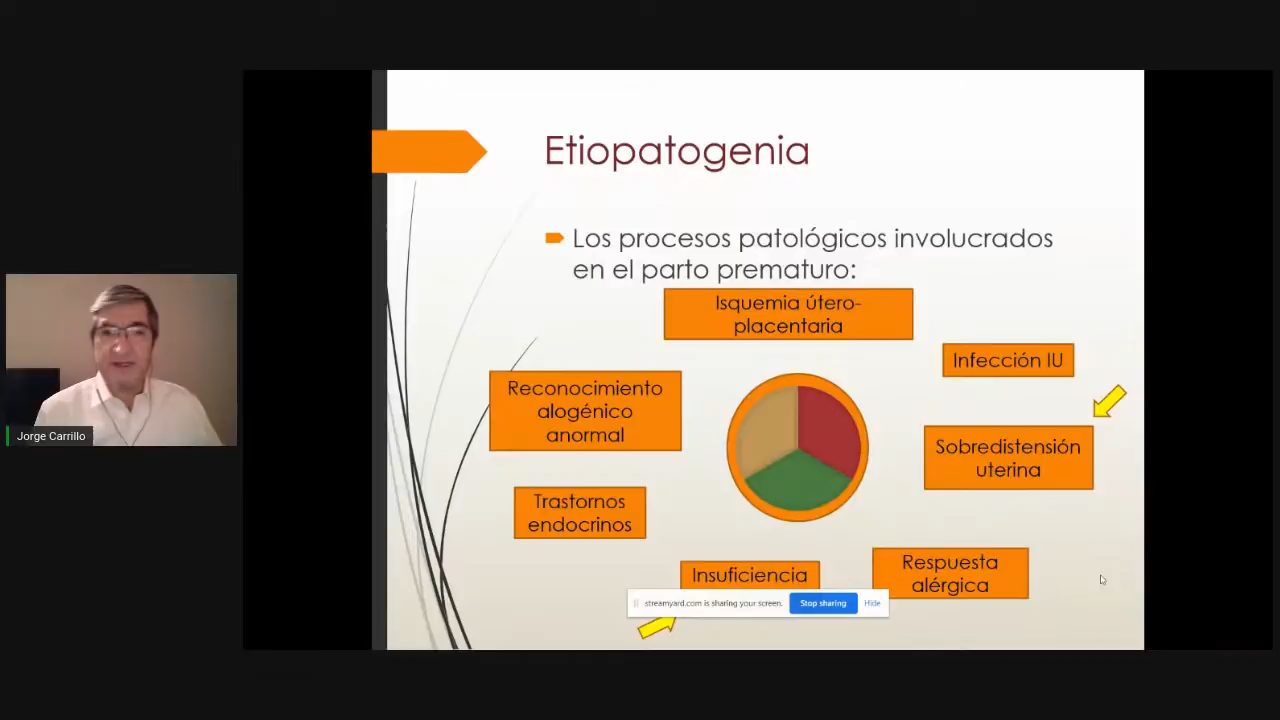 Etiopatogenia
Los procesos patológicos involucrados
en el parto prematuro:
Isquemia útero-
placentaria
Infección IU
Reconocimiento
alogénico
anormal
Sobredistensión
uterina
Trastornos
endocrinos
Respuesta
alérgica
Insuficiencia
streamyard.com is sharing your screen.
Stop sharing
Hide
Jorge Carrillo